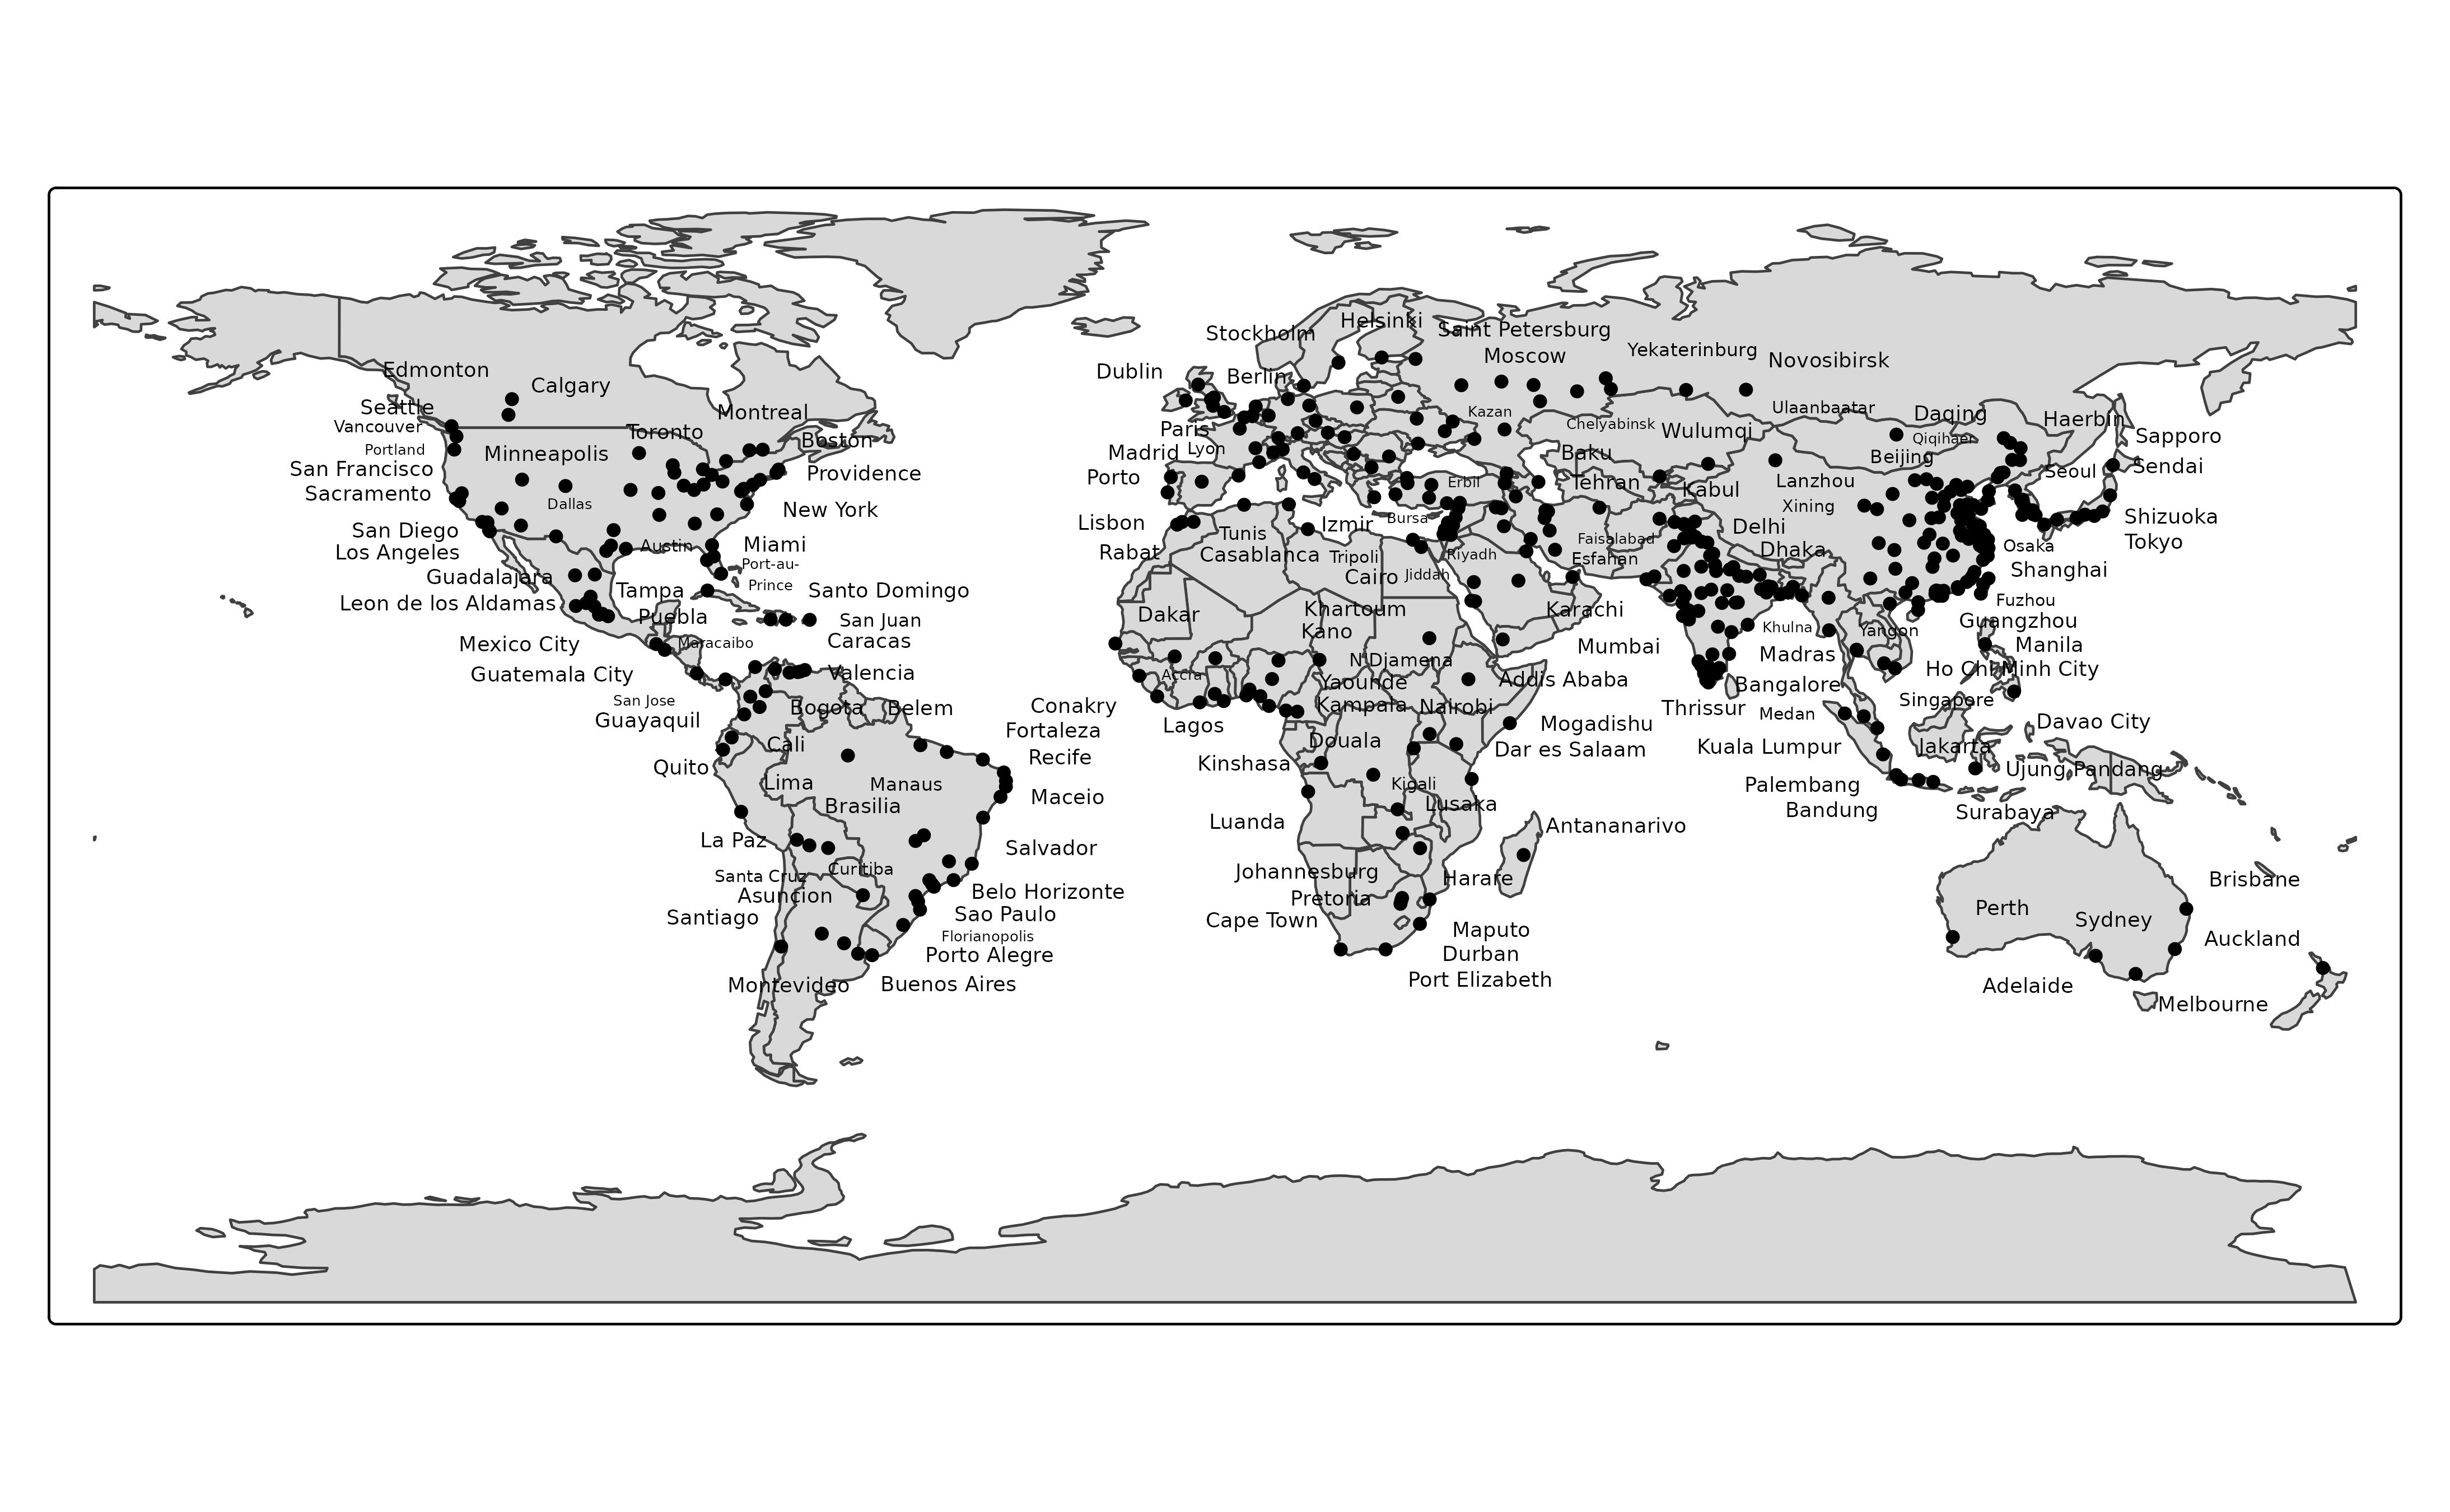 Helsinki
Stockholm
Saint Petersburg
Moscow
Yekaterinburg
Novosibirsk
Edmonton
Calgary
Dublin
Berlin
Seattle
Vancouver
Montreal
Kazan
Ulaanbaatar
Daqing
Haerbin
Toronto
Boston
Paris
Chelyabinsk
Wulumqi
Qiqihaer
Sapporo
Portland
Minneapolis
Madrid
Lyon
Baku
Beijing
San Francisco
Providence
Porto
Seoul
Sendai
Sacramento
Dallas
Erbil
Tehran
Kabul
Lanzhou
Xining
New York
Lisbon
Izmir
Bursa
Delhi
Shizuoka
San Diego
Tunis
Tokyo
Los Angeles
Austin
Miami
Rabat
Casablanca
Tripoli
Riyadh
Faisalabad
Esfahan
Dhaka
Osaka
Guadalajara
Port-au-
Prince
Cairo
Jiddah
Shanghai
Leon de los Aldamas
Tampa
Santo Domingo
Fuzhou
Puebla
San Juan
Dakar
Khartoum
Karachi
Guangzhou
Mexico City
Maracaibo
Caracas
Kano
Mumbai
Khulna
Yangon
Manila
Guatemala City
Valencia
Accra
N'Djamena
Addis Ababa
Madras
Ho Chi Minh City
San Jose
Yaounde
Bangalore
Singapore
Guayaquil
Bogota
Belem
Conakry
Kampala
Nairobi
Thrissur
Medan
Lagos
Fortaleza
Mogadishu
Davao City
Cali
Recife
Douala
Dar es Salaam
Kuala Lumpur
Jakarta
Quito
Kinshasa
Ujung Pandang
Lima
Manaus
Kigali
Palembang
Brasilia
Maceio
Lusaka
Bandung
Surabaya
Luanda
Antananarivo
La Paz
Salvador
Santa Cruz
Curitiba
Johannesburg
Harare
Brisbane
Asuncion
Belo Horizonte
Pretoria
Perth
Santiago
Sao Paulo
Cape Town
Sydney
Florianopolis
Maputo
Auckland
Porto Alegre
Durban
Montevideo
Buenos Aires
Port Elizabeth
Adelaide
Melbourne